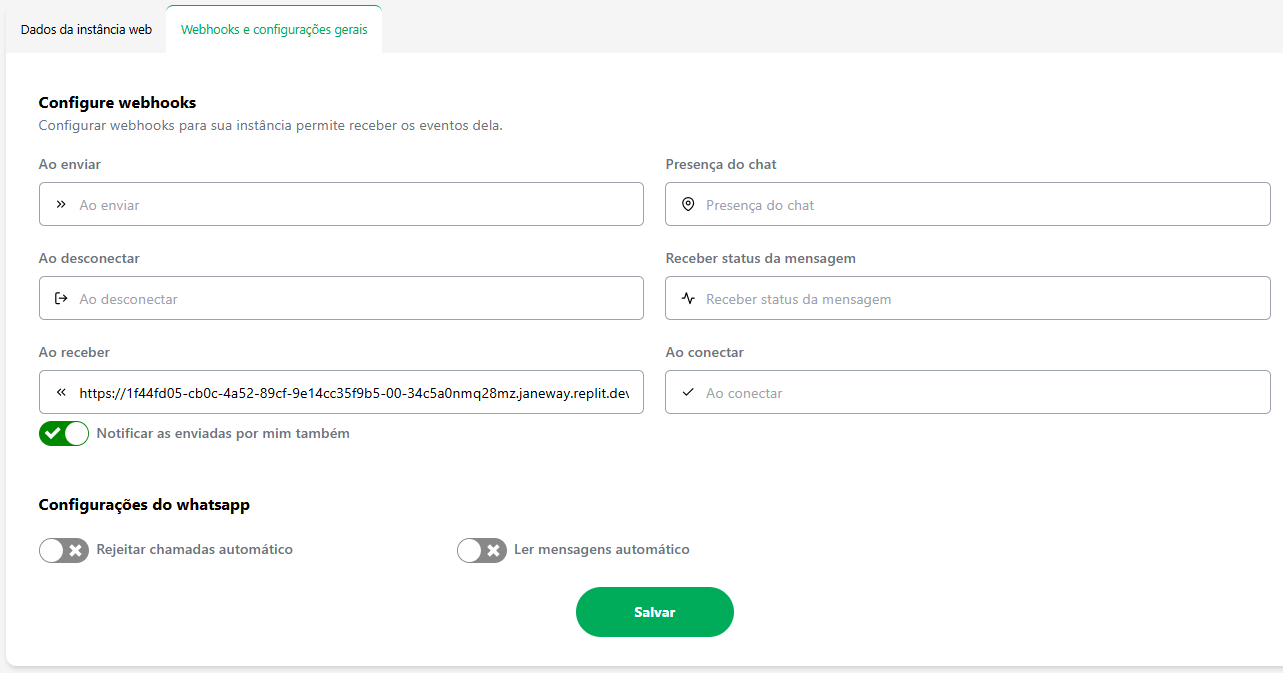 Dados da instância web
Webhooks e configurações gerais
Configure webhooks
Configurar webhooks para sua instância permite receber os eventos dela.
Ao enviar
Ao enviar
Presença do chat
Presença do chat
Ao desconectar
Ao desconectar
Receber status da mensagem
Receber status da mensagem
Ao receber
https://1f44fd05-cb0c-4a52-89cf-9e14cc35f9b5-00-34c5a0nmq28mz.janeway.replit.dev
Ao conectar
Ao conectar
Notificar as enviadas por mim também
Configurações do whatsapp
Rejeitar chamadas automático
Ler mensagens automático
Salvar